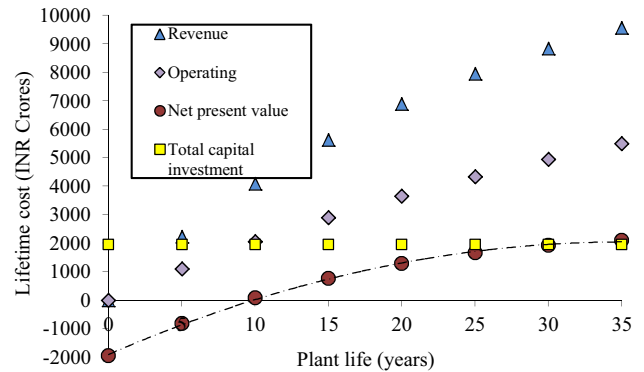 10000
9000
8000
7000
6000
5000
4000
3000
2000
1000
0
-1000
-2000
Lifetime cost (INR Crores)
Revenue
Operating
Net present value
Total capital
investment
0 5 10 15 20 25 30 35
Plant life (years)